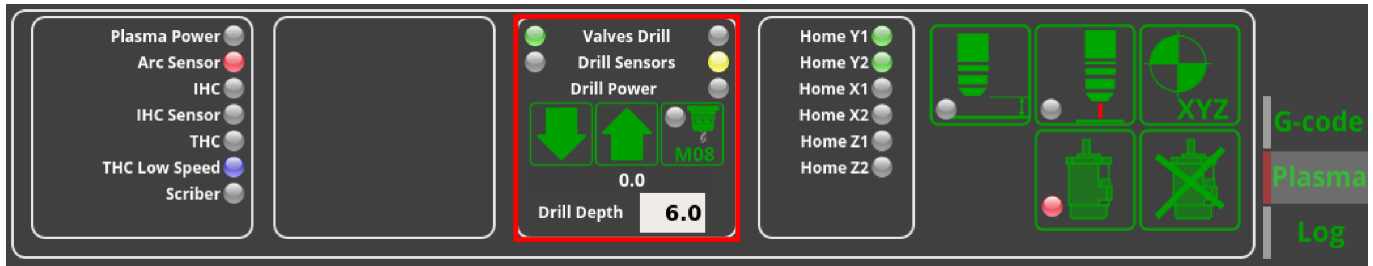 Plasma Power
Arc Sensor
IHC
IHC Sensor
THC
THC Low Speed
Scriber
Valves Drill
Drill Sensors
Drill Power
M08
0.0
Drill Depth 6.0
Home Y1
Home Y2
Home X1
Home X2
Home Z1
Home Z2
XYZ
G-code
Plasma
Log